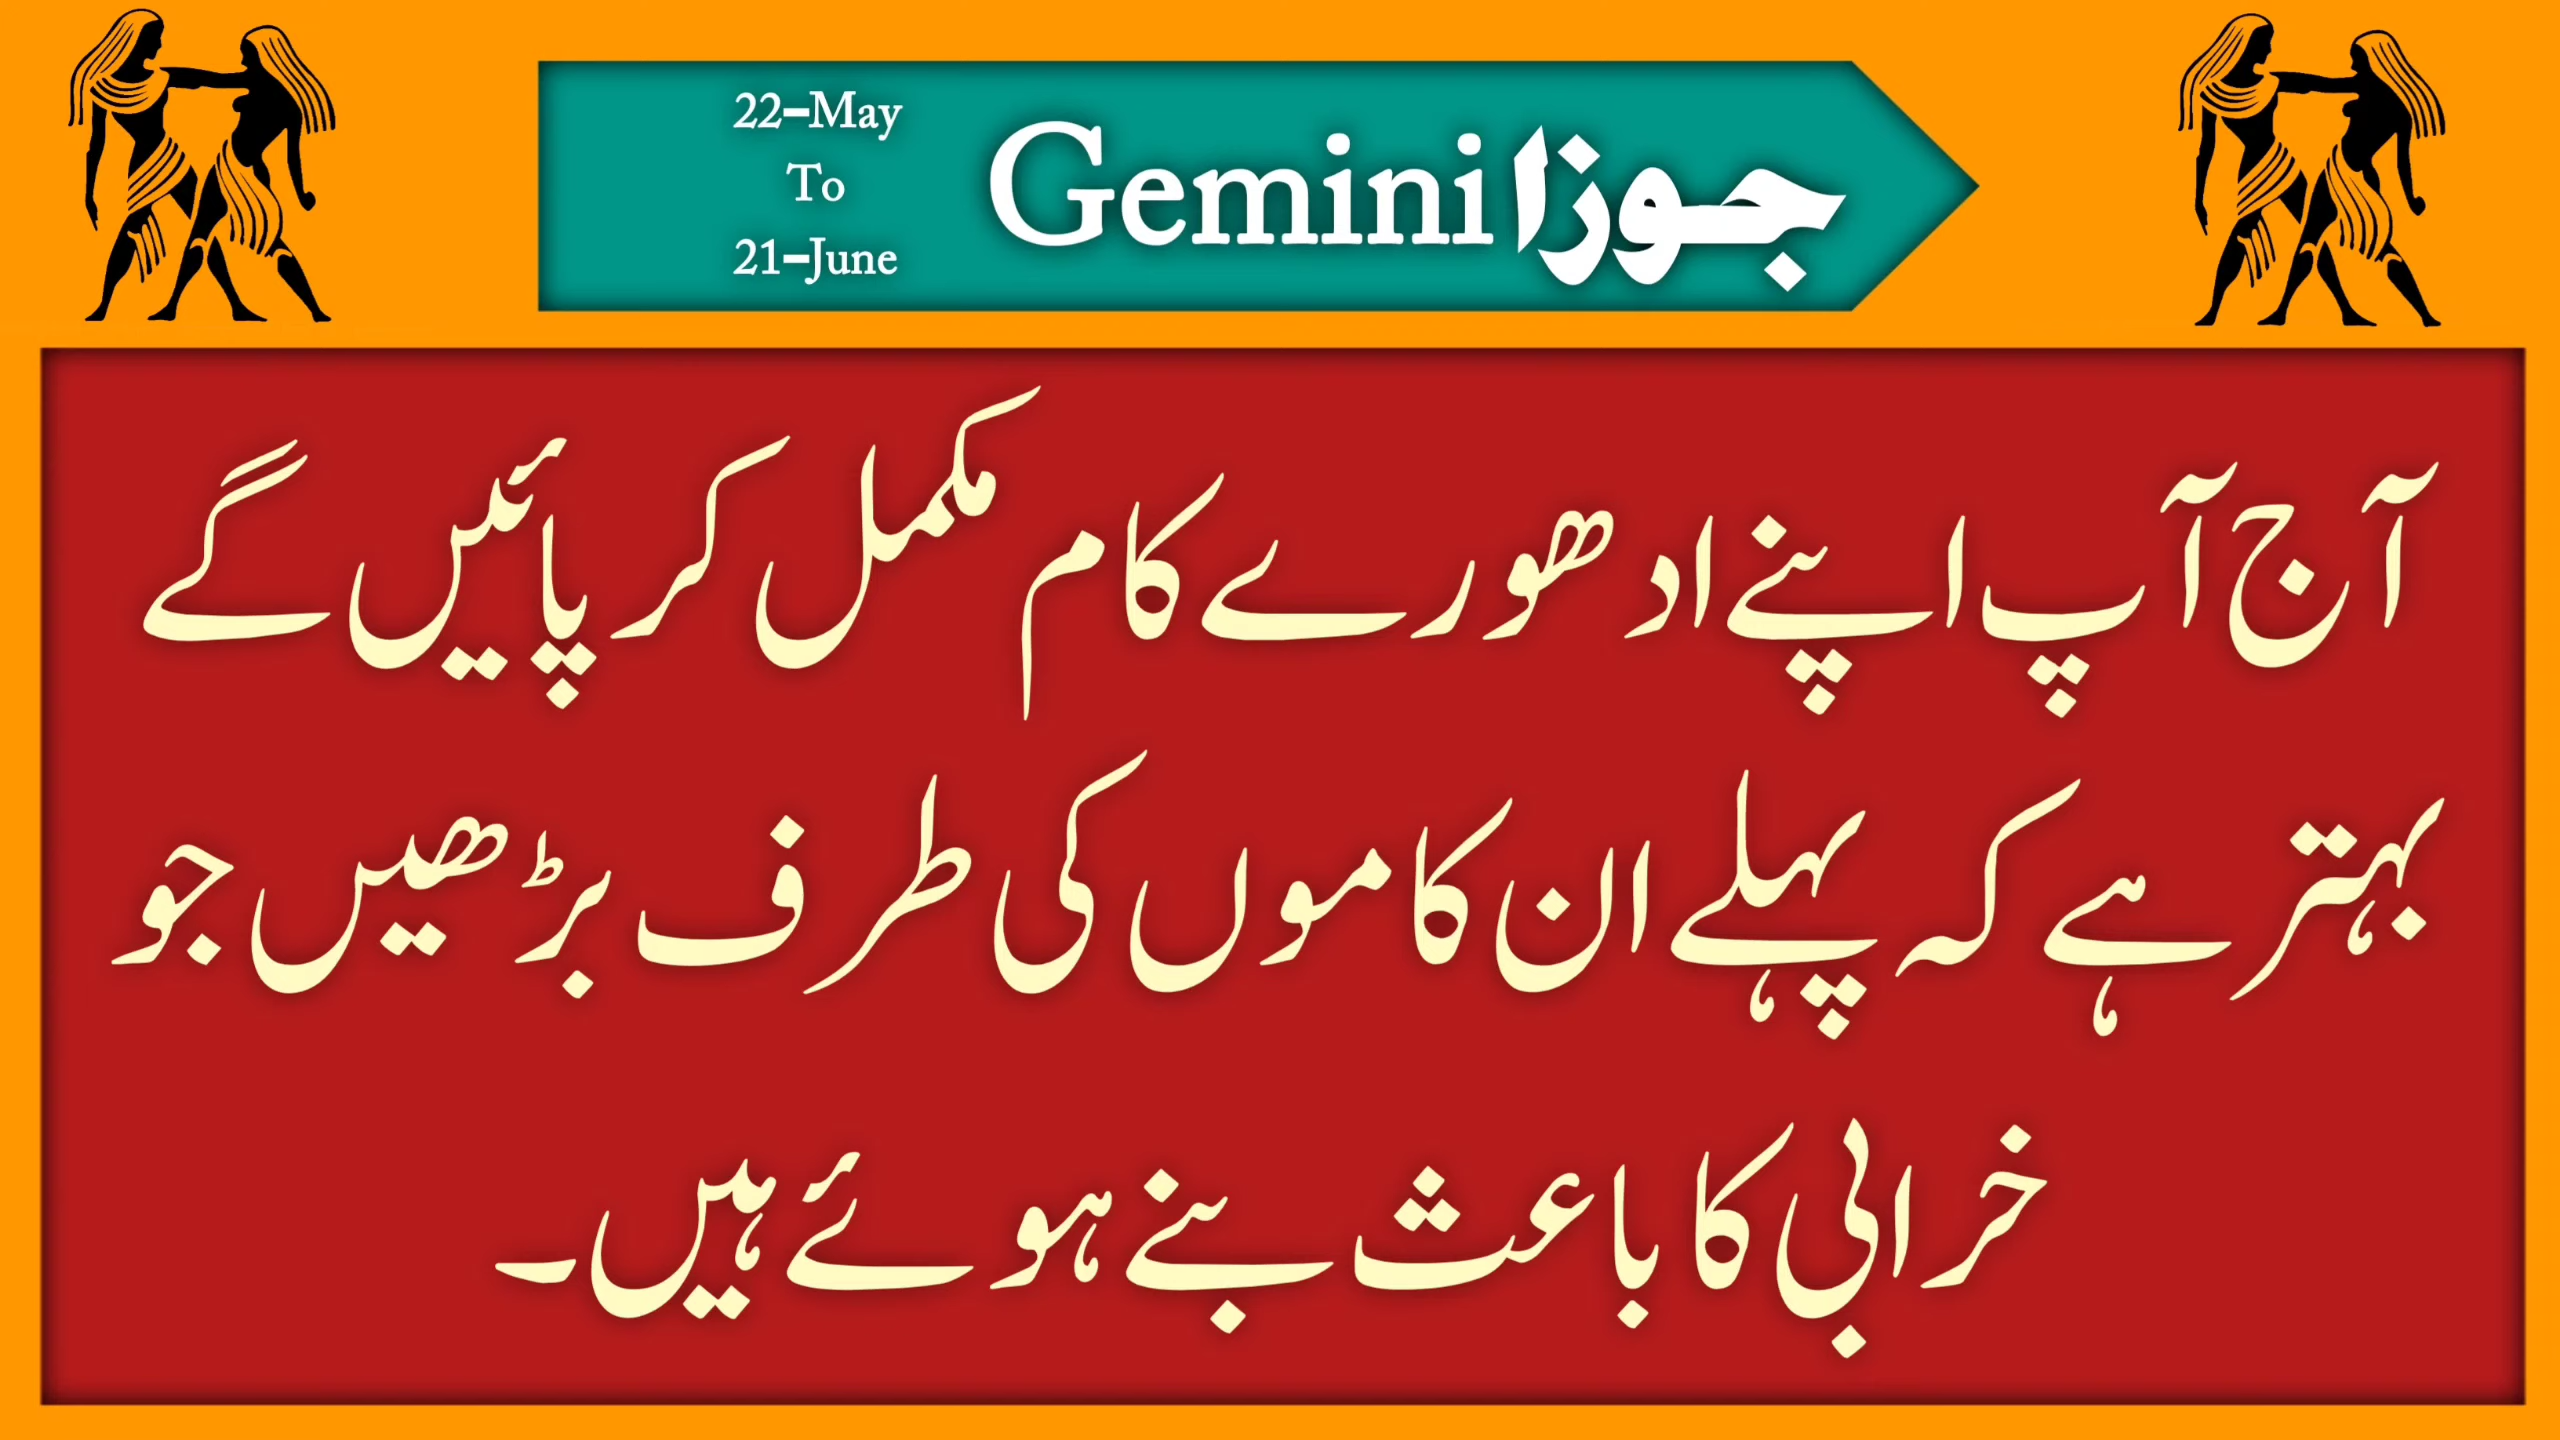 22-May
To
21-June
Gemini جوزا
آج آپ اپنے ادھورے کام مکمل کر پائیں گے
بہتر ہے کہ پہلے ان کاموں کی طرف بڑھیں جو
خرابی کا باعث بنے ہوئے ہیں۔